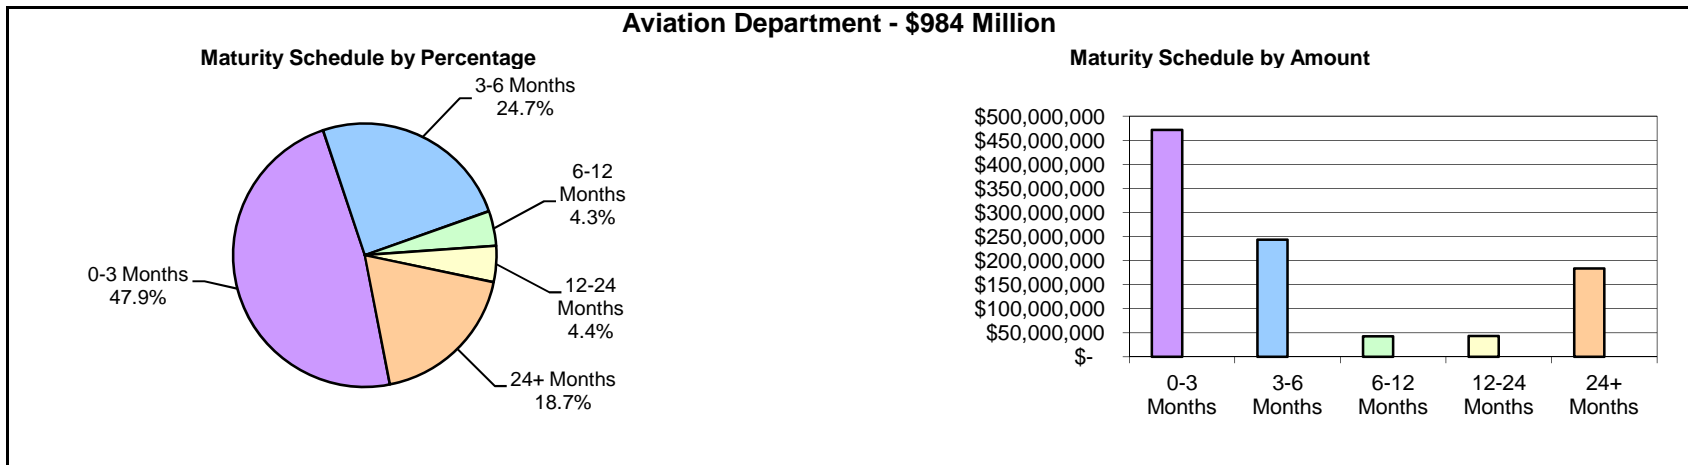 Aviation Department - $984 Million
Maturity Schedule by Percentage
3-6 Months
24.7%
6-12
Months
4.3%
0-3 Months
47.9%
12-24
Months
4.4%
24+ Months
18.7%
Maturity Schedule by Amount
$500,000,000
$450,000,000
$400,000,000
$350,000,000
$300,000,000
$250,000,000
$200,000,000
$150,000,000
$100,000,000
$50,000,000
$-
0-3
Months
3-6
Months
6-12
Months
12-24
Months
24+
Months